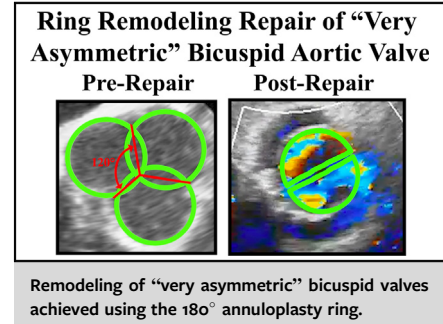 Ring Remodeling Repair of “Very
Asymmetric” Bicuspid Aortic Valve
Pre-Repair Post-Repair
120°
Remodeling of “very asymmetric” bicuspid valves
achieved using the 180° annuloplasty ring.